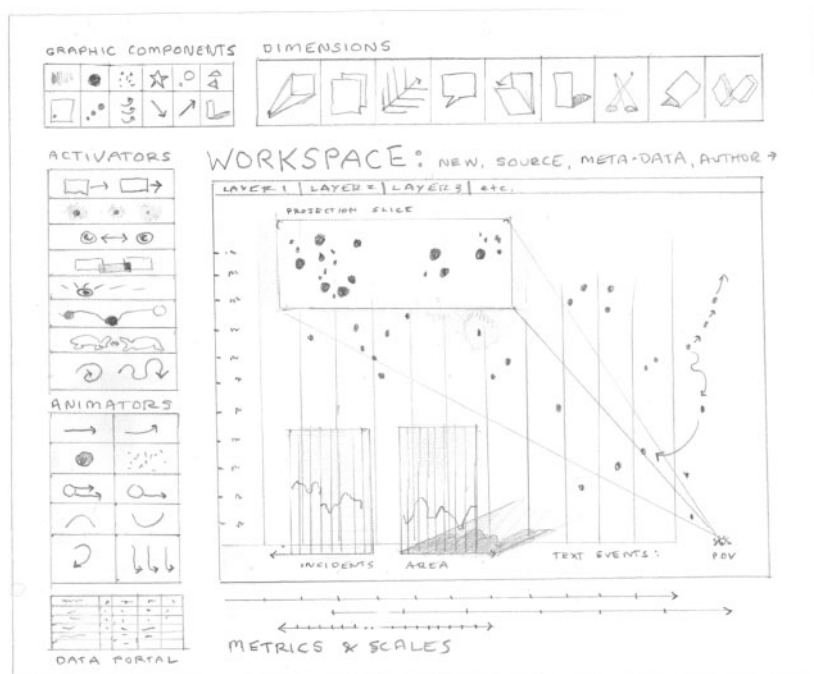 GRAPHIC COMPONENTS
DIMENSIONS
ACTIVATORS
WORKSPACE: NEW, SOURCE, META-DATA, AUTHOR →
LAYER 1 | LAYER 2 | LAYER 3 | etc.
PROJECTION SLICE
ANIMATORS
INCIDENTS
AREA
TEXT EVENTS:
POV
METRICS & SCALES
DATA PORTAL